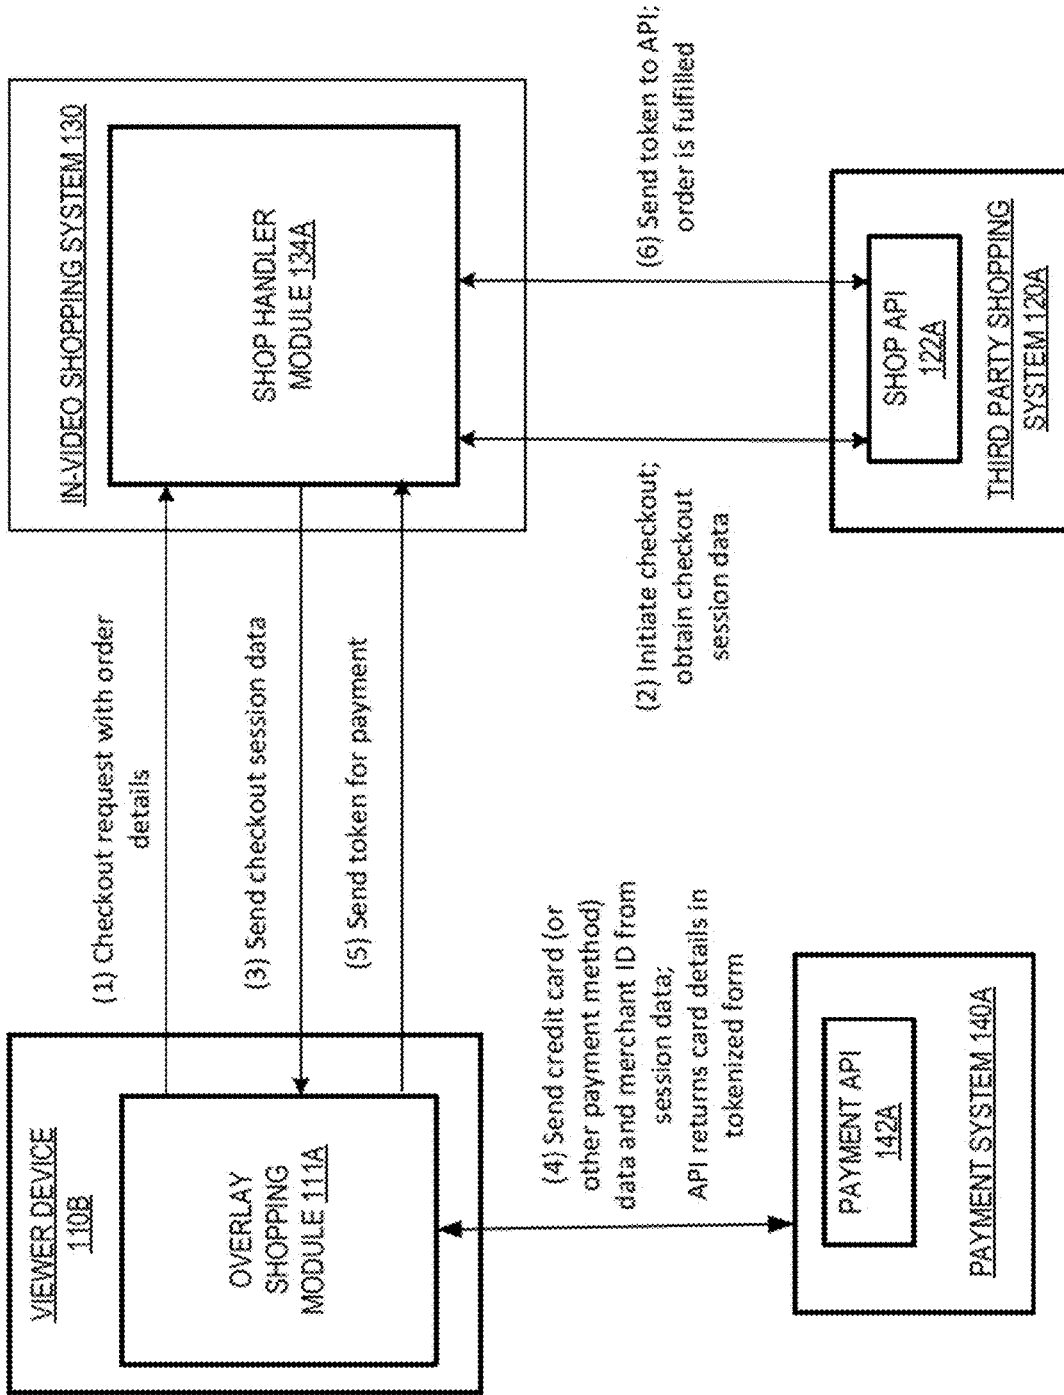 VIEWER DEVICE
110B
OVERLAY
SHOPPING
MODULE 111A
(1) Checkout request with order
details
(3) Send checkout session data
(5) Send token for payment
IN-VIDEO SHOPPING SYSTEM 130
SHOP HANDLER
MODULE 134A
(4) Send credit card (or
other payment method)
data and merchant ID from
session data;
API returns card details in
tokenized form
(2) Initiate checkout;
obtain checkout
session data
(6) Send token to API;
order is fulfilled
PAYMENT API
142A
PAYMENT SYSTEM 140A
SHOP API
122A
THIRD PARTY SHOPPING
SYSTEM 120A